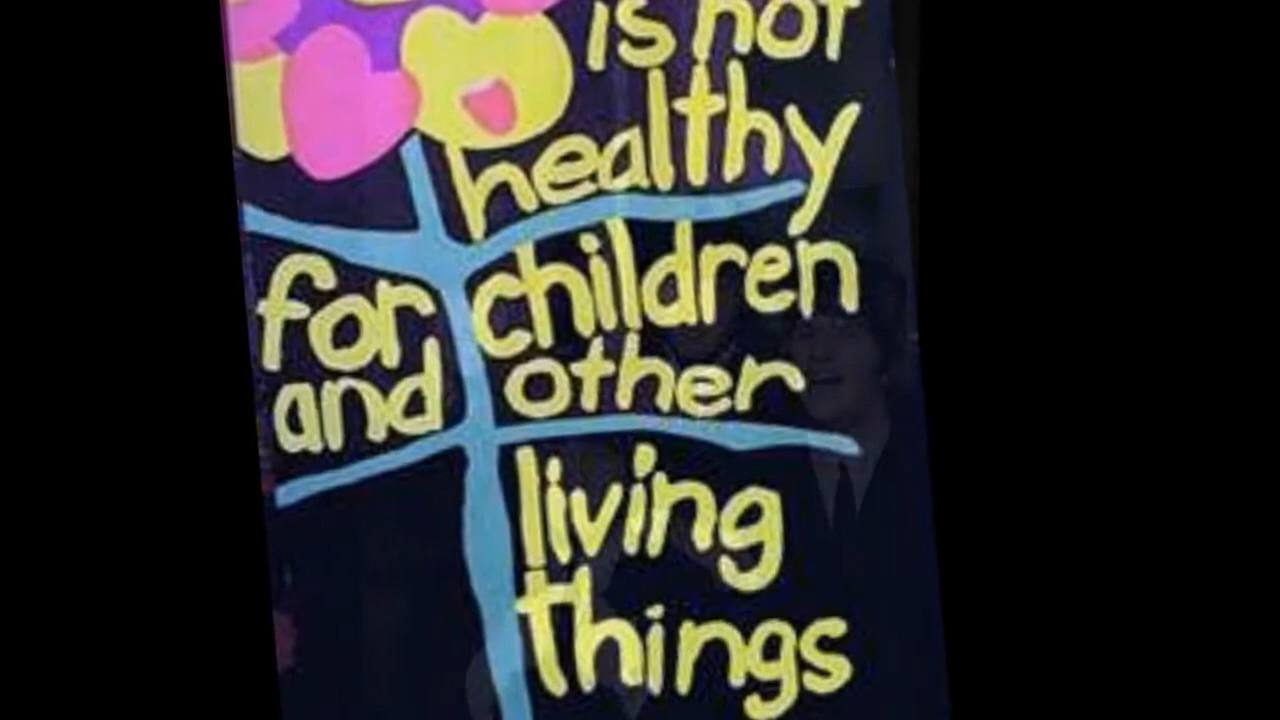 is not
healthy
for children
and other
living
things